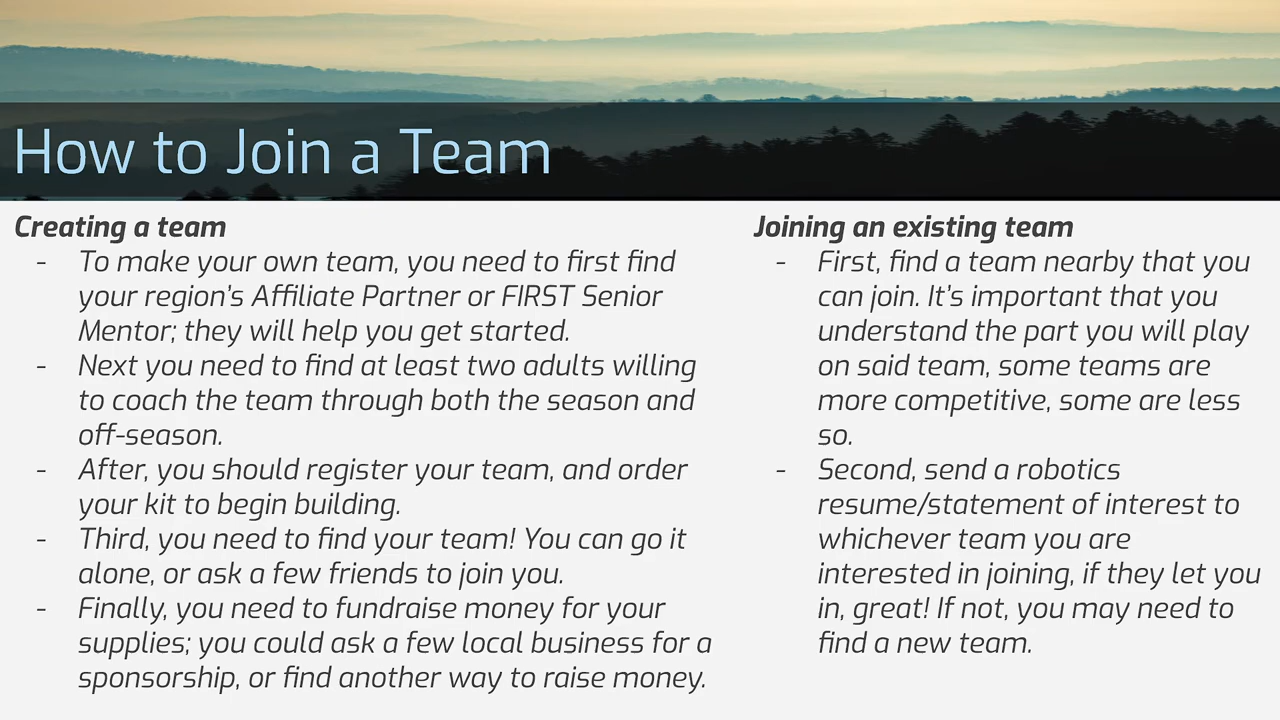 How to Join a Team
Creating a team
- To make your own team, you need to first find
your region's Affiliate Partner or FIRST Senior
Mentor; they will help you get started.
- Next you need to find at least two adults willing
to coach the team through both the season and
off-season.
- After, you should register your team, and order
your kit to begin building.
- Third, you need to find your team! You can go it
alone, or ask a few friends to join you.
- Finally, you need to fundraise money for your
supplies; you could ask a few local business for a
sponsorship, or find another way to raise money.
Joining an existing team
- First, find a team nearby that you
can join. It's important that you
understand the part you will play
on said team, some teams are
more competitive, some are less
so.
- Second, send a robotics
resume/statement of interest to
whichever team you are
interested in joining, if they let you
in, great! If not, you may need to
find a new team.